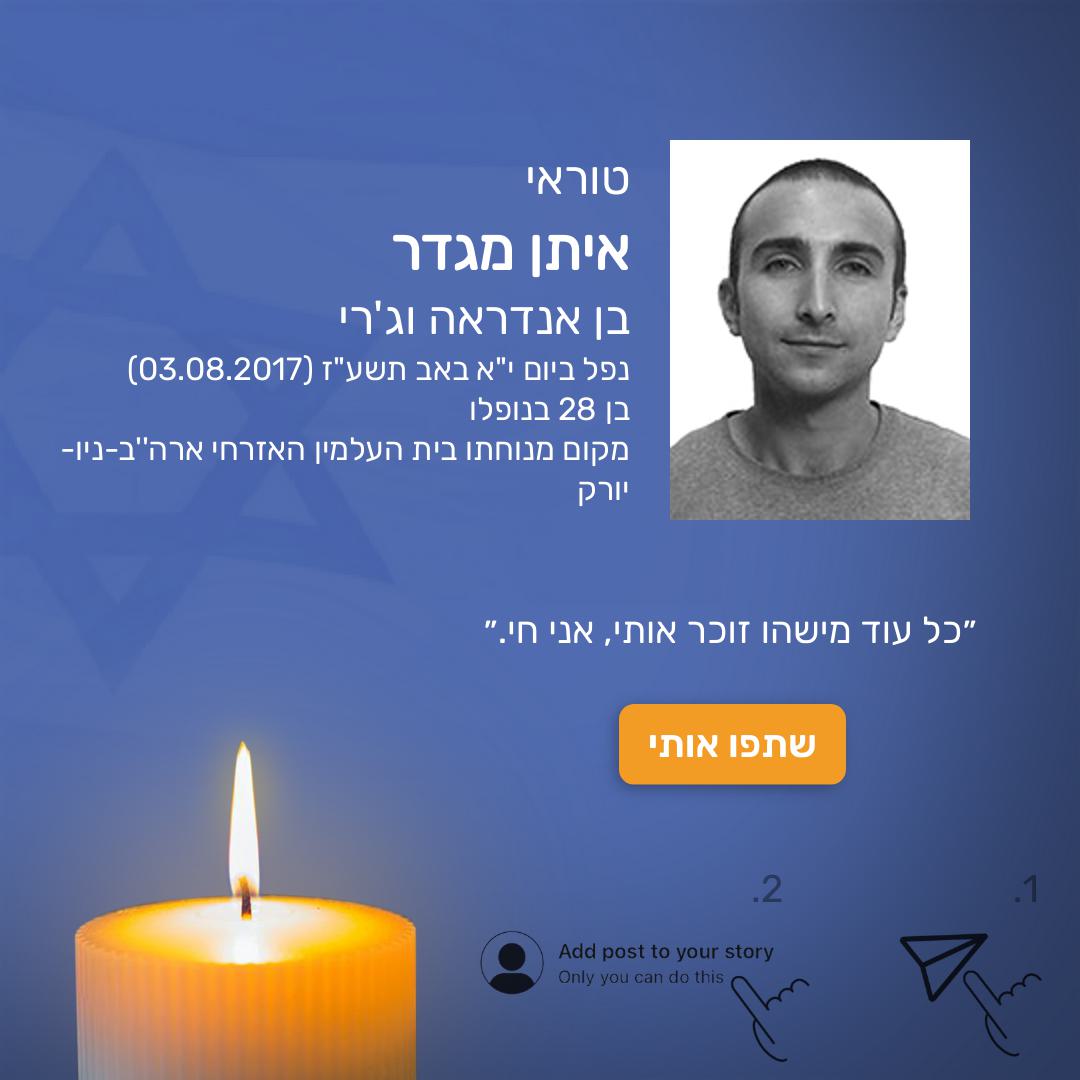 טוראי
איתן מגדר
בן אנדראה וג'רי
נפל ביום י"א באב תשע"ז (03.08.2017)
בן 28 בנופלו
מקום מנוחתו בית העלמין האזרחי ארה''ב-ניו-
יורק
״כל עוד מישהו זוכר אותי, אני חי.״
שתפו אותי
1.
2.
Add post to your story
Only you can do this